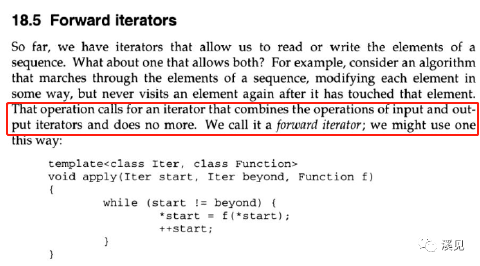 18.5 Forward iterators
So far, we have iterators that allow us to read or write the elements of a
sequence. What about one that allows both? For example, consider an algorithm
that marches through the elements of a sequence, modifying each element in
some way, but never visits an element again after it has touched that element.
That operation calls for an iterator that combines the operations of input and out-
put iterators and does no more. We call it a forward iterator; we might use one
this way:
template<class Iter, class Function>
void apply(Iter start, Iter beyond, Function f)
{
while (start != beyond) {
*start = f(*start);
++start;
}
}
溪见